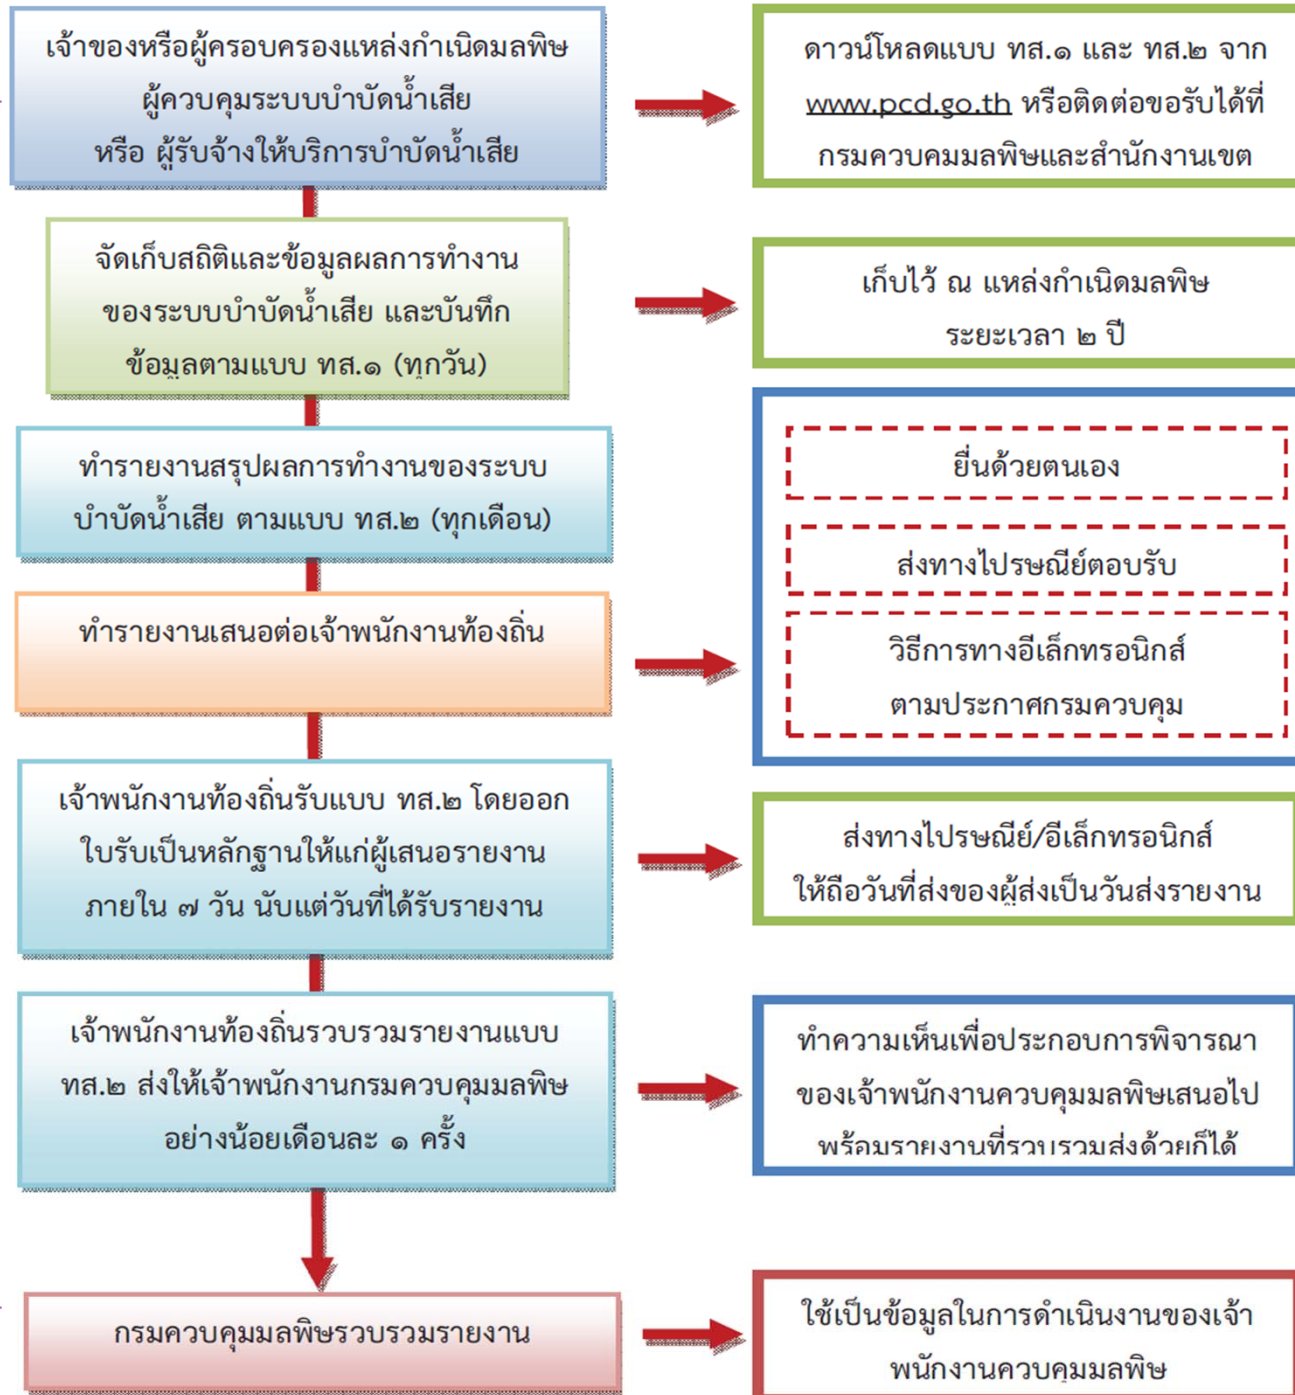 เจ้าของหรือผู้ครอบครองแหล่งกำเนิดมลพิษ
ผู้ควบคุมระบบบำบัดน้ำเสีย
หรือ ผู้รับจ้างให้บริการบำบัดน้ำเสีย
ดาวน์โหลดแบบ ทส.๑ และ ทส.๒ จาก
www.pcd.go.th หรือติดต่อขอรับได้ที่
กรมควบคุมมลพิษและสำนักงานเขต
จัดเก็บสถิติและข้อมูลผลการทำงาน
ของระบบบำบัดน้ำเสีย และบันทึก
ข้อมูลตามแบบ ทส.๑ (ทุกวัน)
เก็บไว้ ณ แหล่งกำเนิดมลพิษ
ระยะเวลา ๒ ปี
ทำรายงานสรุปผลการทำงานของระบบ
บำบัดน้ำเสีย ตามแบบ ทส.๒ (ทุกเดือน)
ทำรายงานเสนอต่อเจ้าพนักงานท้องถิ่น
ยื่นด้วยตนเอง
ส่งทางไปรษณีย์ตอบรับ
วิธีการทางอีเล็กทรอนิกส์
ตามประกาศกรมควบคุม
เจ้าพนักงานท้องถิ่นรับแบบ ทส.๒ โดยออก
ใบรับเป็นหลักฐานให้แก่ผู้เสนอรายงาน
ภายใน ๗ วัน นับแต่วันที่ได้รับรายงาน
ส่งทางไปรษณีย์/อีเล็กทรอนิกส์
ให้ถือวันที่ส่งของผู้ส่งเป็นวันส่งรายงาน
เจ้าพนักงานท้องถิ่นรวบรวมรายงานแบบ
ทส.๒ ส่งให้เจ้าพนักงานกรมควบคุมมลพิษ
อย่างน้อยเดือนละ ๑ ครั้ง
ทำความเห็นเพื่อประกอบการพิจารณา
ของเจ้าพนักงานควบคุมมลพิษเสนอไป
พร้อมรายงานที่รวบรวมส่งด้วยก็ได้
กรมควบคุมมลพิษรวบรวมรายงาน
ใช้เป็นข้อมูลในการดำเนินงานของเจ้า
พนักงานควบคุมมลพิษ